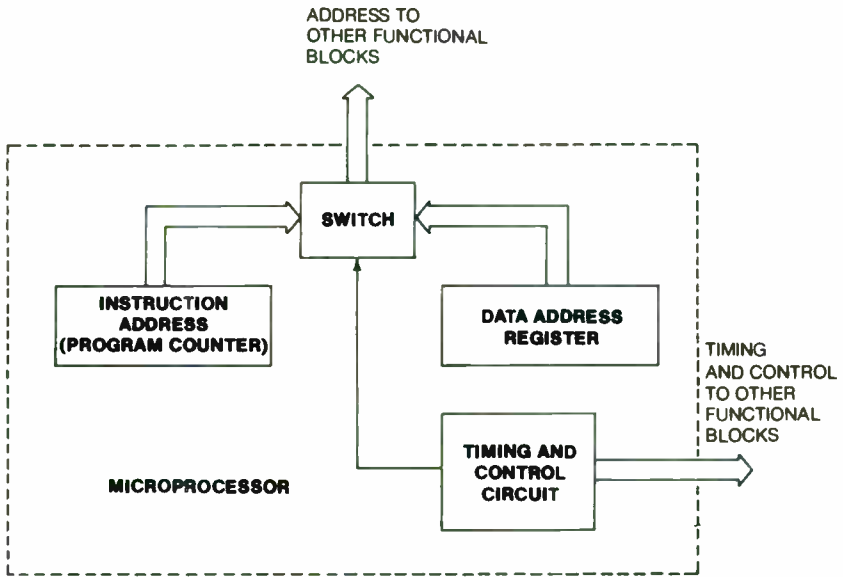 ADDRESS TO
OTHER FUNCTIONAL
BLOCKS
SWITCH
INSTRUCTION
ADDRESS
(PROGRAM COUNTER)
DATA ADDRESS
REGISTER
TIMING
AND CONTROL
TO OTHER
FUNCTIONAL
BLOCKS
TIMING AND
CONTROL
CIRCUIT
MICROPROCESSOR